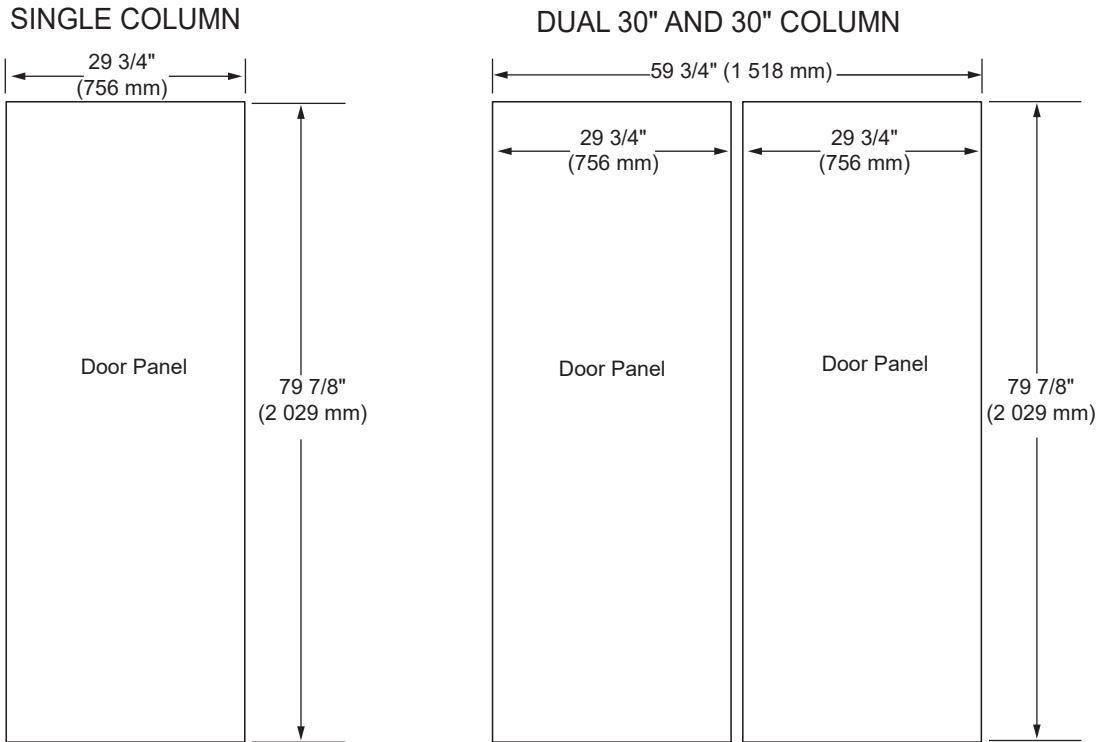 SINGLE COLUMN
29 3/4"
(756 mm)
Door Panel
79 7/8"
(2 029 mm)
DUAL 30" AND 30" COLUMN
59 3/4" (1 518 mm)
29 3/4"
(756 mm)
29 3/4"
(756 mm)
Door Panel
Door Panel
79 7/8"
(2 029 mm)